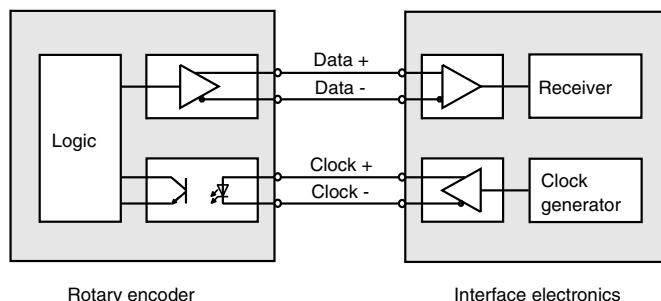 Data +
Data -
Receiver
Logic
Clock +
Clock -
Clock
generator
Rotary encoder
Interface electronics